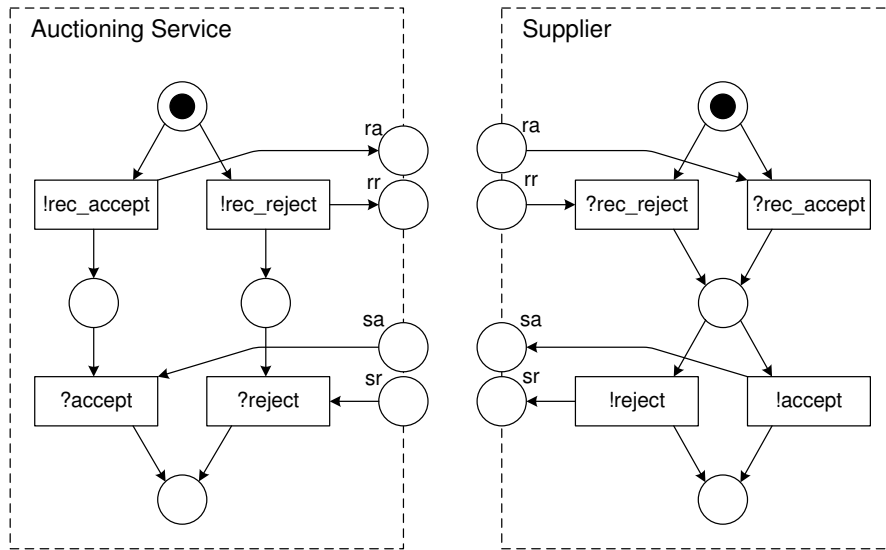 Auctioning Service
Supplier
ra
ra
rr
rr
!rec_accept
!rec_reject
?rec_reject
?rec_accept
sa
sa
sr
sr
?accept
?reject
!reject
!accept